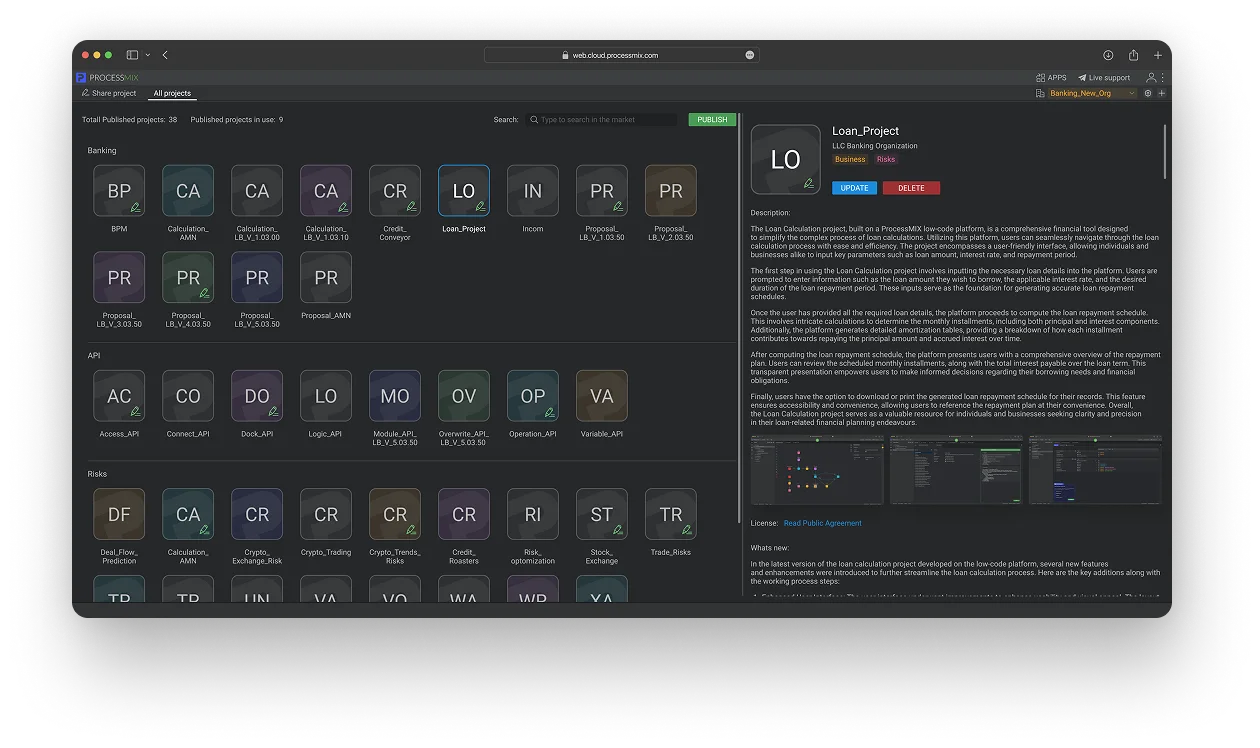 web.cloud.processmix.com
PROCESSMIX
APPS
Live support
Share project
All projects
Banking_New_Org
Totall Published projects: 38
Published projects in use: 9
Search:
Type to search in the market
PUBLISH
Banking
BP
CA
CA
CA
CR
LO
IN
PR
PR
BPM
Calculation_
AMN
Calculation_
LB_V_1.03.00
Calculation_
LB_V_1.03.10
Credit_
Conveyor
Loan_Project
Incom
Proposal_
LB_V_1.03.50
Proposal_
LB_V_2.03.50
PR
PR
PR
PR
Proposal_
LB_V_3.03.50
Proposal_
LB_V_4.03.50
Proposal_
LB_V_5.03.50
Proposal_AMN
API
AC
CO
DO
LO
MO
OV
OP
VA
Access_API
Connect_API
Dock_API
Logic_API
Module_API_
LB_V_5.03.50
Overwrite_API_
LB_V_5.03.50
Operation_API
Variable_API
Risks
DF
CA
CR
CR
CR
CR
RI
ST
TR
Deal_Flow_
Prediction
Calculation_
AMN
Crypto_
Exchange_Risk
Crypto_Trading
Crypto_Trends_
Risks
Credit_
Roasters
Risk_
optomization
Stock_
Exchange
Trade_Risks
TR
TR
UN
VA
VO
WA
WR
YA
LO
Loan_Project
LLC Banking Organization
Business
Risks
UPDATE
DELETE
Description:
The Loan Calculation project, built on a ProcessMIX low-code platform, is a comprehensive financial tool designed
to simplify the complex process of loan calculations. Utilizing this platform, users can seamlessly navigate through the loan
calculation process with ease and efficiency. The project encompasses a user-friendly interface, allowing individuals and
businesses alike to input key parameters such as loan amount, interest rate, and repayment period.
The first step in using the Loan Calculation project involves inputting the necessary loan details into the platform. Users are
prompted to enter information such as the loan amount they wish to borrow, the applicable interest rate, and the desired
duration of the loan repayment period. These inputs serve as the foundation for generating accurate loan repayment
schedules.
Once the user has provided all the required loan details, the platform proceeds to compute the loan repayment schedule.
This involves intricate calculations to determine the monthly installments, including both principal and interest components.
Additionally, the platform generates detailed amortization tables, providing a breakdown of how each installment
contributes towards repaying the principal amount and accrued interest over time.
After computing the loan repayment schedule, the platform presents users with a comprehensive overview of the repayment
plan. Users can review the scheduled monthly installments, along with the total interest payable over the loan term. This
transparent presentation empowers users to make informed decisions regarding their borrowing needs and financial
obligations.
Finally, users have the option to download or print the generated loan repayment schedule for their records. This feature
ensures accessibility and convenience, allowing users to reference the repayment plan at their convenience. Overall,
the Loan Calculation project serves as a valuable resource for individuals and businesses seeking clarity and precision
in their loan-related financial planning endeavours.
License:
Read Public Agreement
Whats new:
In the latest version of the loan calculation project developed on the low-code platform, several new features
and enhancements were introduced to further streamline the loan calculation process. Here are the key additions along with
the working process steps: